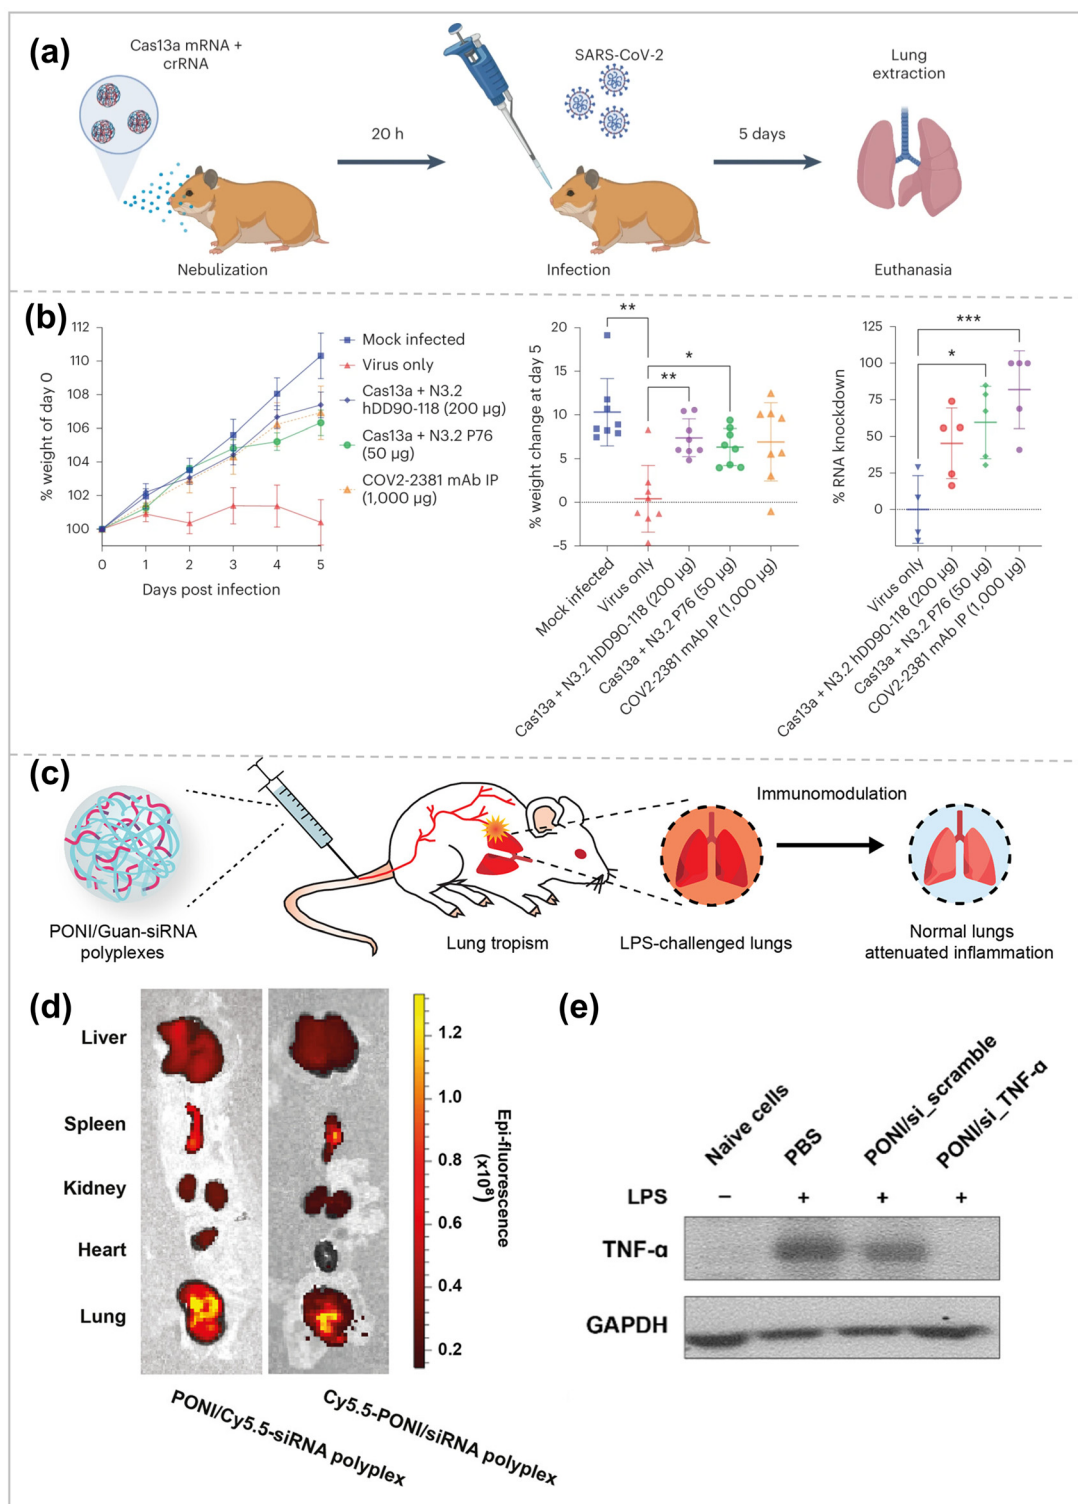 (a)
Cas13a mRNA +
crRNA
20 h
SARS-CoV-2
5 days
Lung
extraction
Nebulization
Infection
Euthanasia
(b)
% weight of day 0
112
110
108
106
104
102
100
0 1 2 3 4 5
Days post infection
Mock infected
Virus only
Cas13a + N3.2
hDD90-118 (200 µg)
Cas13a + N3.2 P76
(50 µg)
COV2-2381 mAb IP
(1,000 µg)
% weight change at day 5
20
15
10
5
0
−5
**
*
**
Mock infected
Virus only
Cas13a + N3.2 hDD90-118 (200 µg)
Cas13a + N3.2 P76 (50 µg)
COV2-2381 mAb IP (1,000 µg)
% RNA knockdown
125
100
75
50
25
0
***
*
Virus only
Cas13a + N3.2 hDD90-118 (200 µg)
Cas13a + N3.2 P76 (50 µg)
COV2-2381 mAb IP (1,000 µg)
(c)
PONI/Guan-siRNA
polyplexes
Lung tropism
LPS-challenged lungs
Immunomodulation
Normal lungs
attenuated inflammation
(d)
Liver
Spleen
Kidney
Heart
Lung
1.2
1.0
0.8
0.6
0.4
0.2
Epi-fluorescence
(x10⁸)
PONI/Cy5.5-siRNA polyplex
Cy5.5-PONI/siRNA polyplex
(e)
Naive cells
PBS
PONI/si_scramble
PONI/si_TNF-α
LPS − + + +
TNF-α
GAPDH